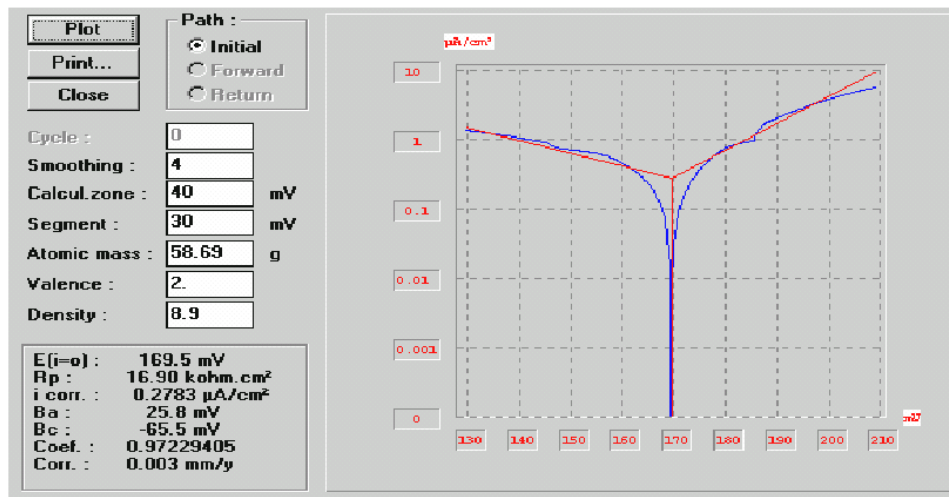 Plot
Print...
Close
Path :
Initial
Forward
Return
Cycle : 0
Smoothing : 4
Calcul.zone : 40 mV
Segment : 30 mV
Atomic mass : 58.69 g
Valence : 2.
Density : 8.9
E(i=o) : 169.5 mV
Rp : 16.90 kohm.cm²
i corr. : 0.2783 µA/cm²
Ba : 25.8 mV
Bc : -65.5 mV
Coef. : 0.97229405
Corr. : 0.003 mm/y
µA/cm²
10
1
0.1
0.01
0.001
0
130 140 150 160 170 180 190 200 210 mV